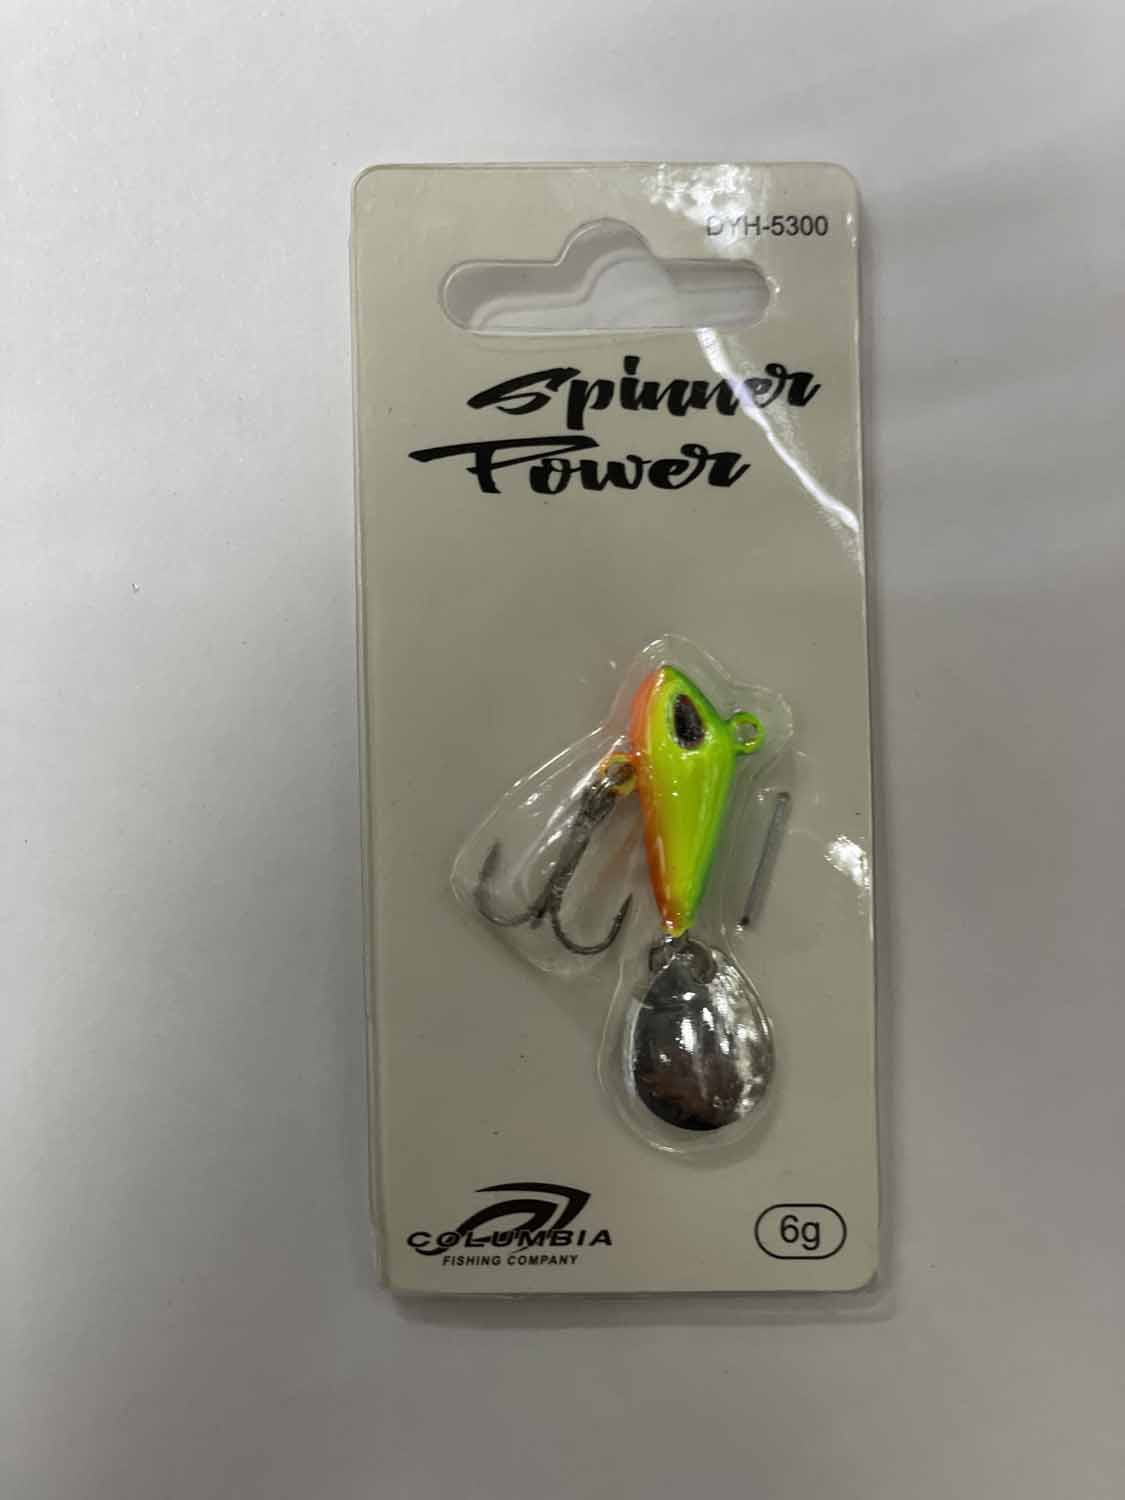 DYH-5300
Spinner
Power
COLUMBIA
FISHING COMPANY
6g